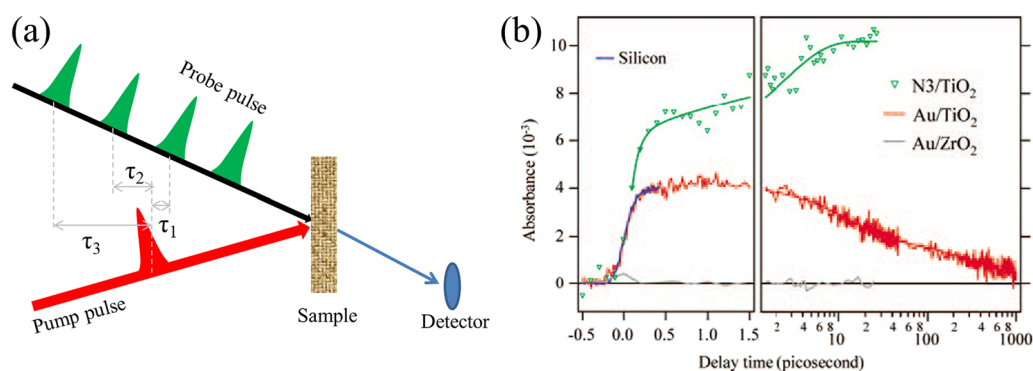 (a)
Probe pulse
τ2
τ1
τ3
Pump pulse
Sample
Detector
(b)
Absorbance (10-3)
10
8
6
4
2
0
Silicon
N3/TiO2
Au/TiO2
Au/ZrO2
-0.5 0.0 0.5 1.0 1.5
2 4 6 8 10 2 4 6 8 100 2 4 6 8 1000
Delay time (picosecond)